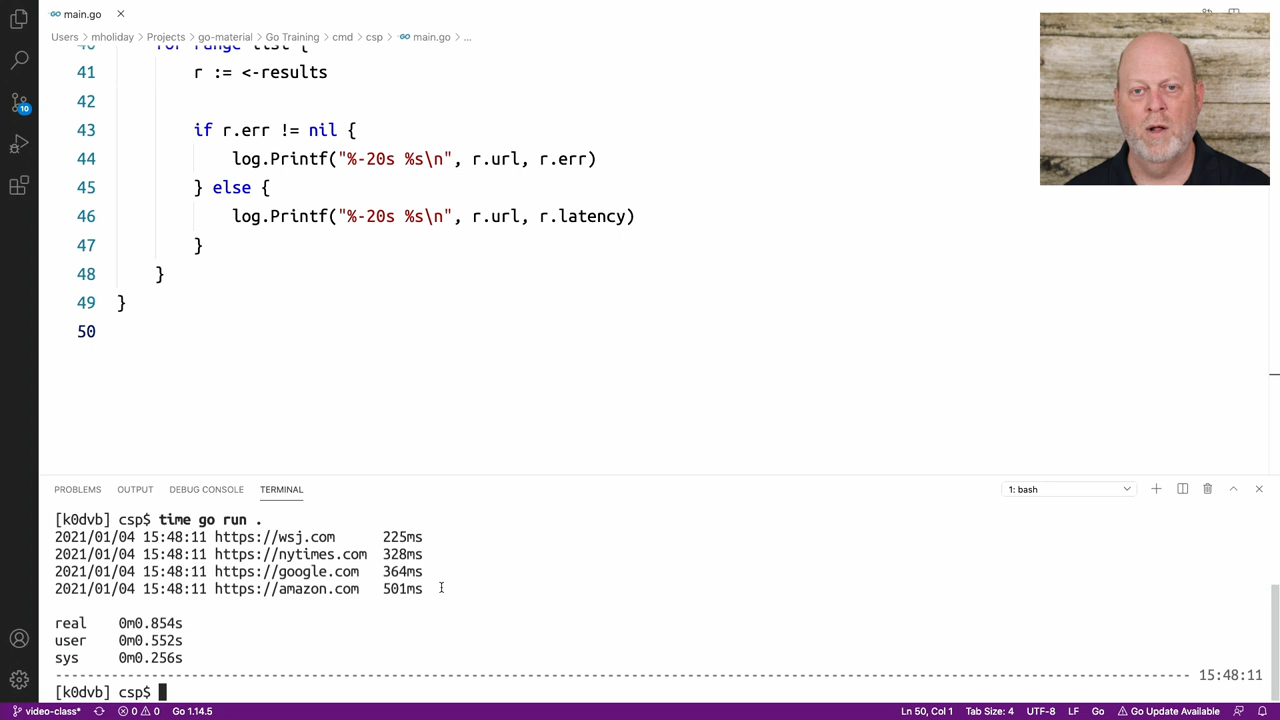 main.go
Users > mholiday > Projects > go-material > Go Training > cmd > csp > main.go > ...
40 for range list {
41 r := <-results
42
43 if r.err != nil {
44 log.Printf("%-20s %s\n", r.url, r.err)
45 } else {
46 log.Printf("%-20s %s\n", r.url, r.latency)
47 }
48 }
49 }
50
10
PROBLEMS OUTPUT DEBUG CONSOLE TERMINAL 1: bash
[k0dvb] csp$ time go run .
2021/01/04 15:48:11 https://wsj.com 225ms
2021/01/04 15:48:11 https://nytimes.com 328ms
2021/01/04 15:48:11 https://google.com 364ms
2021/01/04 15:48:11 https://amazon.com 501ms
real 0m0.854s
user 0m0.552s
sys 0m0.256s
15:48:11
[k0dvb] csp$
video-class* 0 0 Go 1.14.5 Ln 50, Col 1 Tab Size: 4 UTF-8 LF Go Go Update Available